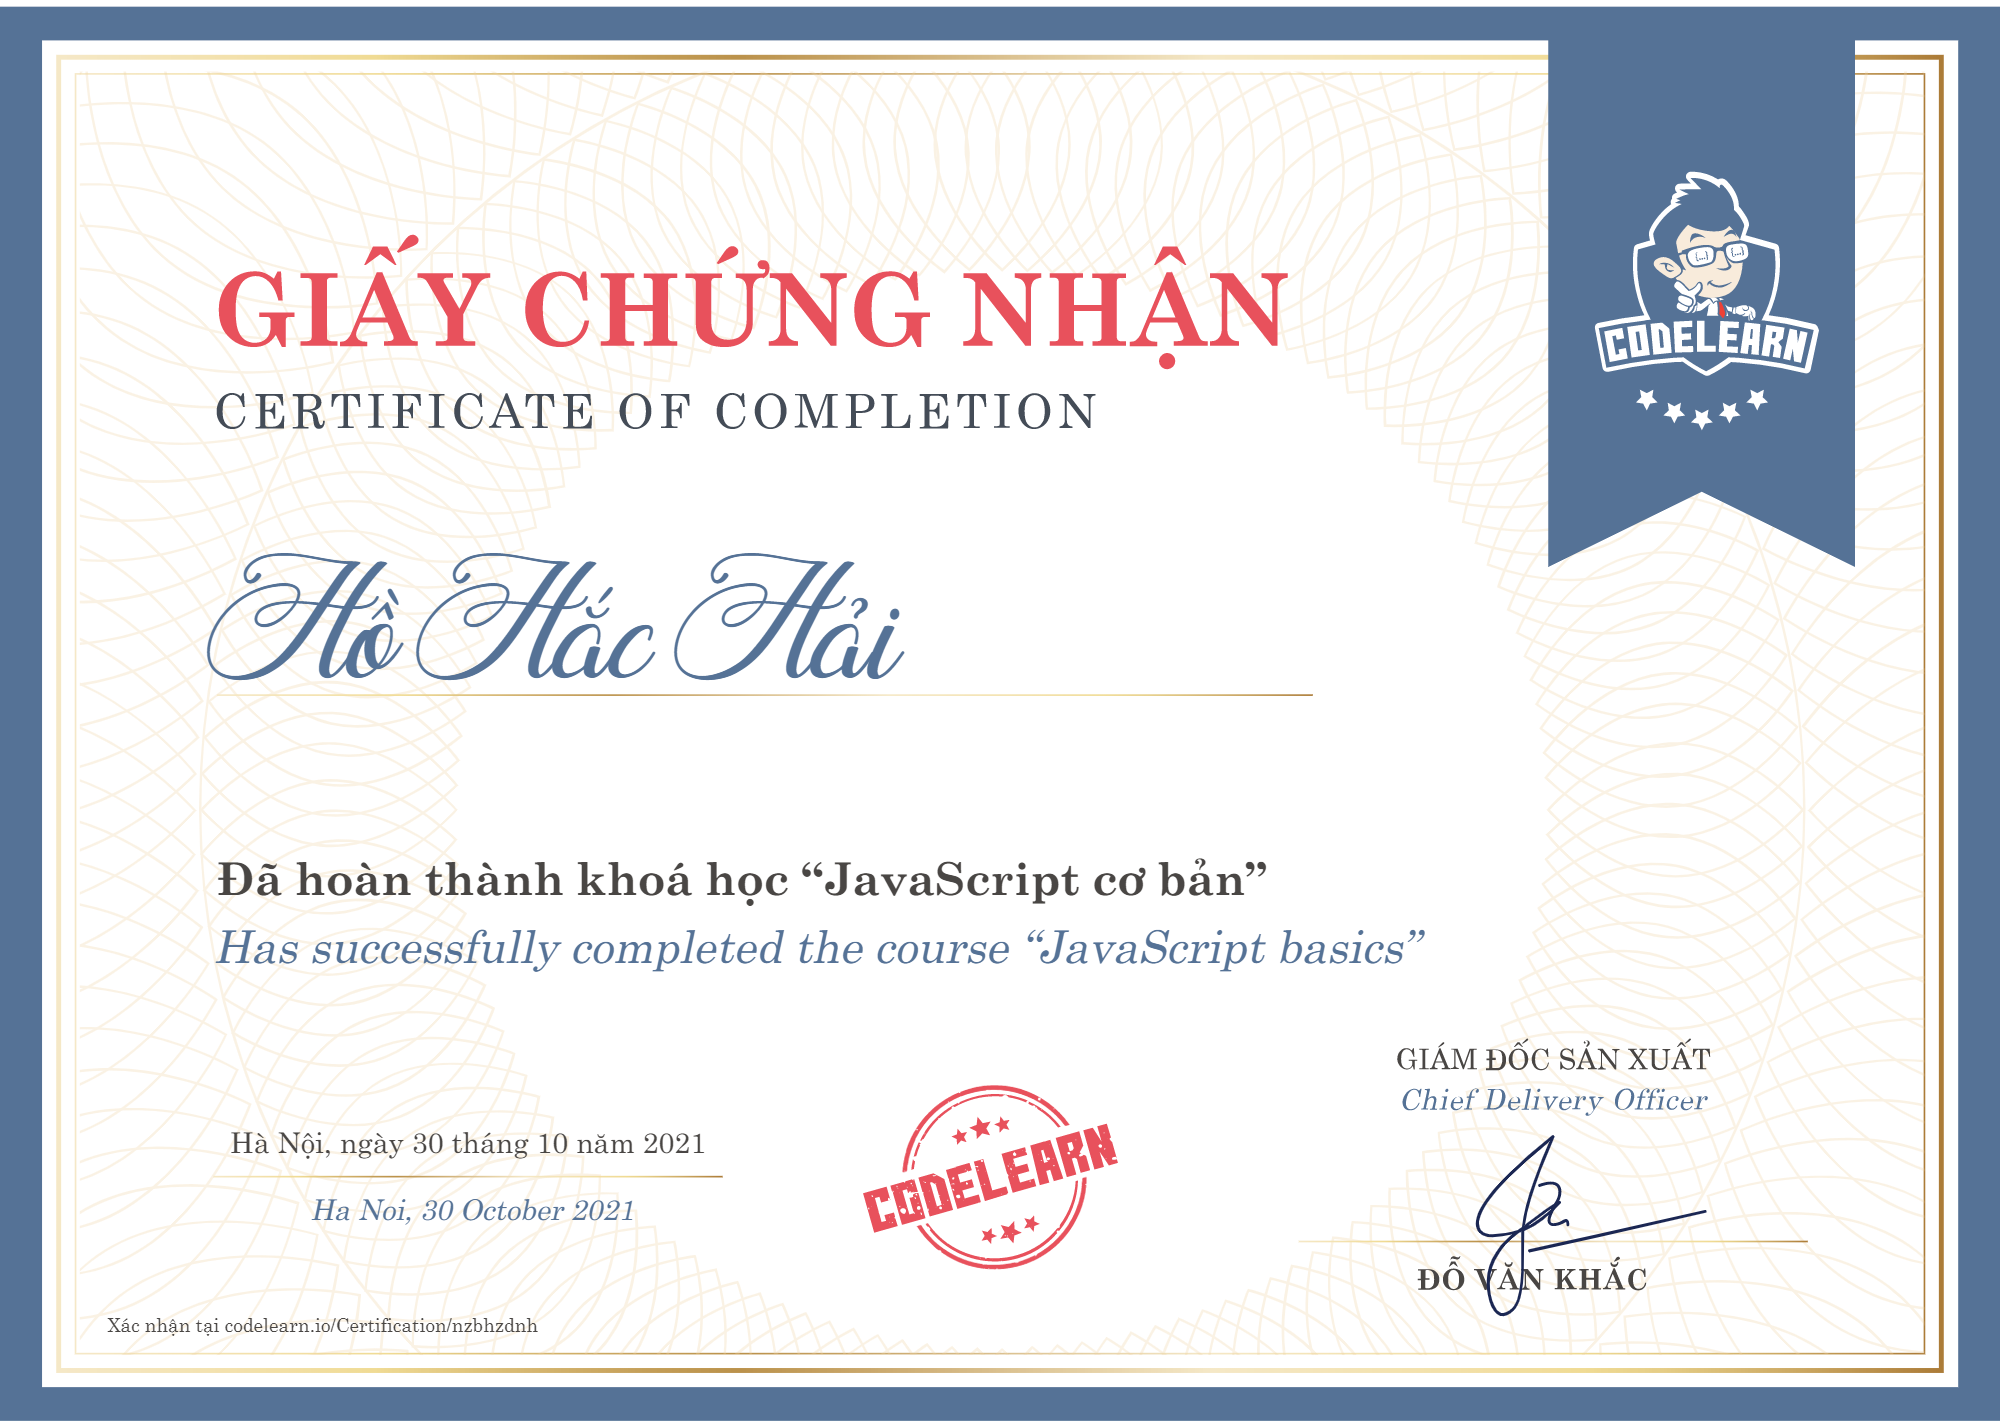 GIẤY CHỨNG NHẬN
CERTIFICATE OF COMPLETION
CODELEARN
Hồ Hắc Hải
Đã hoàn thành khoá học “JavaScript cơ bản”
Has successfully completed the course “JavaScript basics”
GIÁM ĐỐC SẢN XUẤT
Chief Delivery Officer
Hà Nội, ngày 30 tháng 10 năm 2021
Ha Noi, 30 October 2021
CODELEARN
ĐỖ VĂN KHẮC
Xác nhận tại codelearn.io/Certification/nzbhzdnh